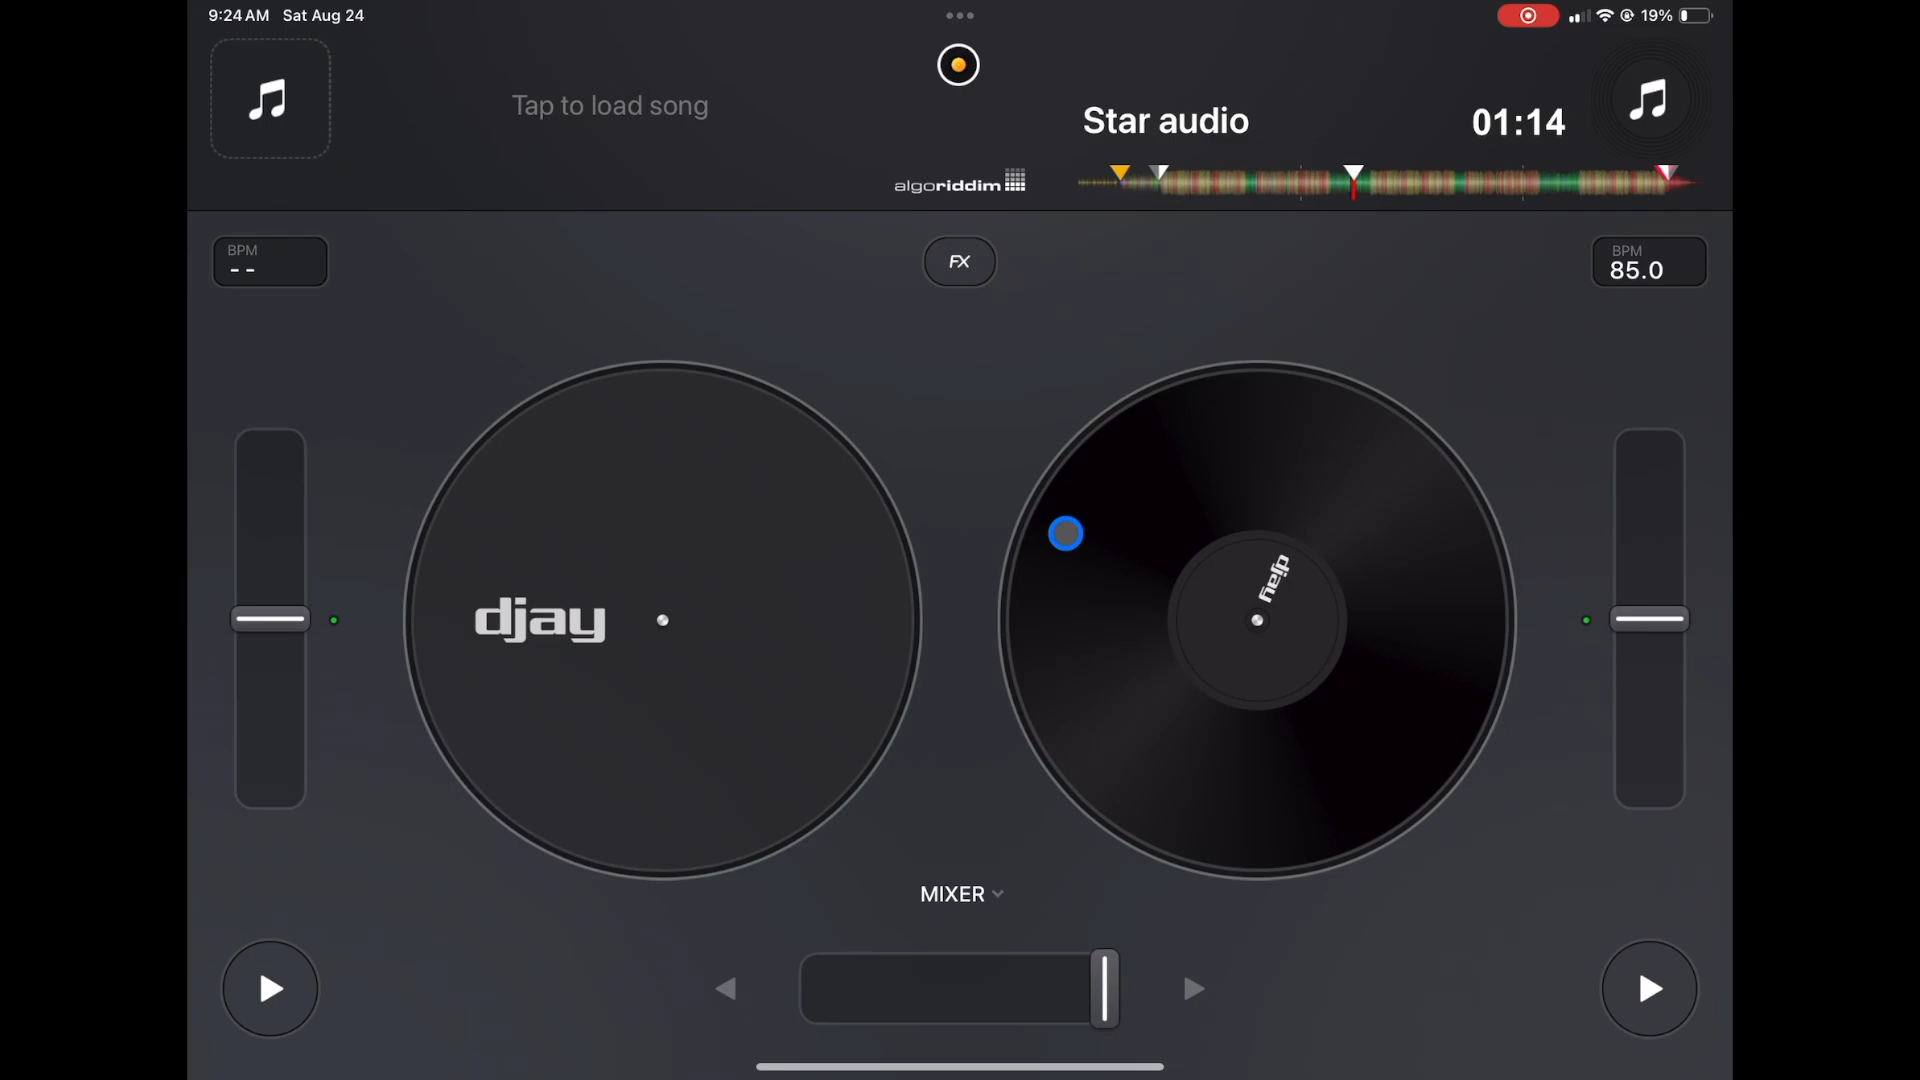 9:24 AM Sat Aug 24
19%
Tap to load song
Star audio
01:14
algoriddim
BPM
--
FX
BPM
85.0
djay
djay
MIXER